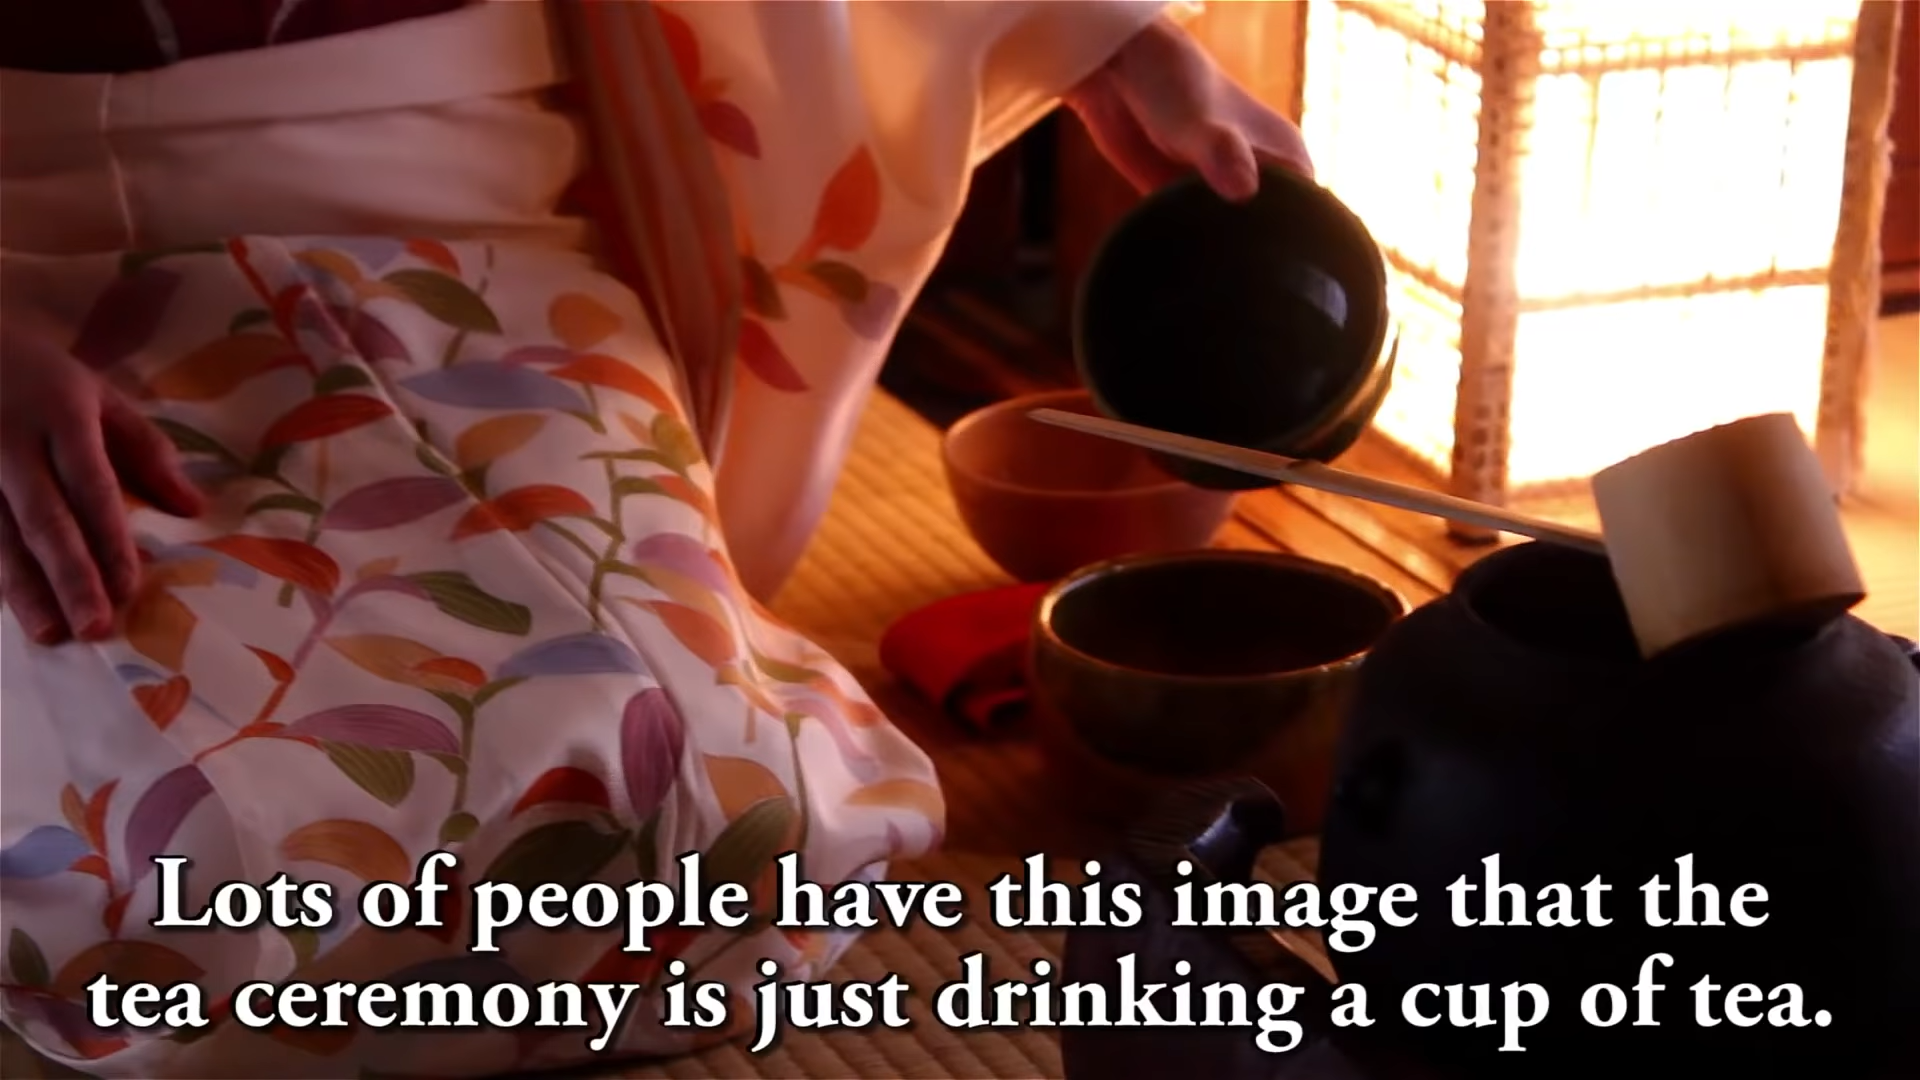 Lots of people have this image that the
tea ceremony is just drinking a cup of tea.